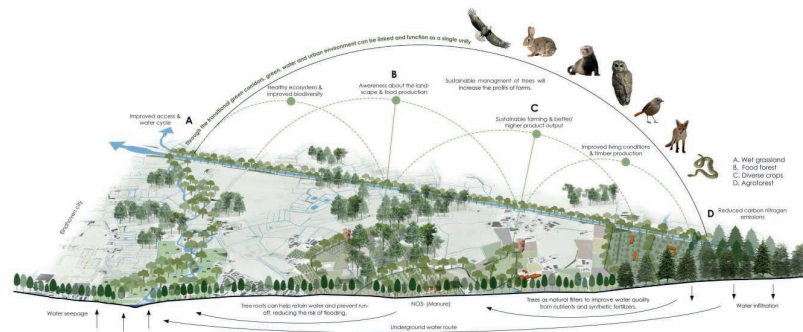 Through the transitional green corridors, green, water and urban environment can be linked and function as a single unity
A
Improved access &
water cycle
Healthy ecosystem &
improved biodiversity
B
Awareness about the land-
scape & food production
Sustainable managment of trees will
increase the profits of farms.
C
Sustainable farming & better/
higher product output
Improved living conditions
& timber production
A. Wet grassland
B. Food forest
C. Diverse crops
D. Agroforest
D
Reduced carbon nitrogen
emissions
Eindhoven city
Water seepage
Tree roots can help retain water and prevent run-
off, reducing the risk of flooding.
NO3- (Manure)
Trees as natural filters to improve water quality
from nutrients and synthetic fertilizers.
Water infiltration
Underground water route